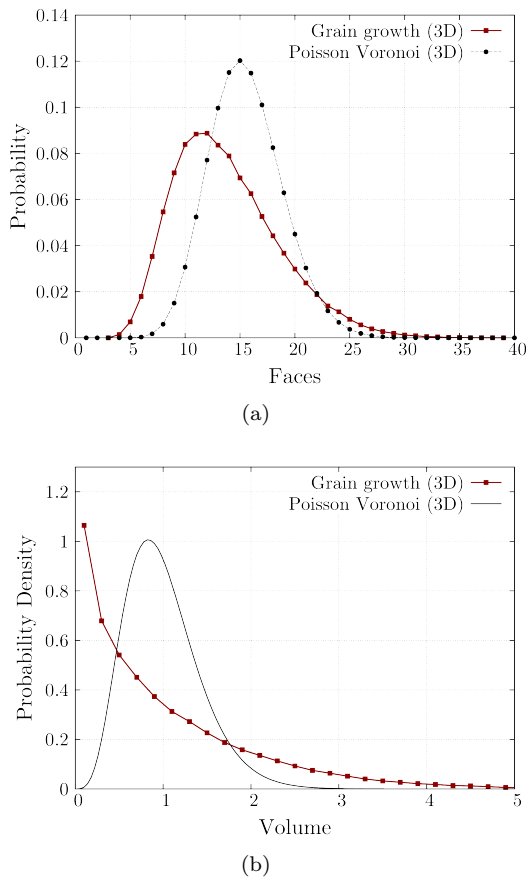 0.14
0.12
0.1
0.08
0.06
0.04
0.02
0
Probability
Grain growth (3D)
Poisson Voronoi (3D)
0 5 10 15 20 25 30 35 40
Faces
(a)
1.2
1
0.8
0.6
0.4
0.2
0
Probability Density
Grain growth (3D)
Poisson Voronoi (3D)
0 1 2 3 4 5
Volume
(b)